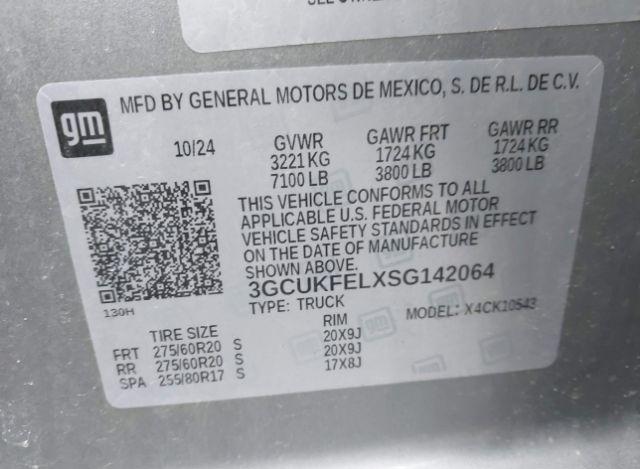 SEE OWNE
gm
MFD BY GENERAL MOTORS DE MEXICO, S. DE R.L. DE C.V.
10/24 GVWR GAWR FRT GAWR RR
3221 KG 1724 KG 1724 KG
7100 LB 3800 LB 3800 LB
THIS VEHICLE CONFORMS TO ALL
APPLICABLE U.S. FEDERAL MOTOR
VEHICLE SAFETY STANDARDS IN EFFECT
ON THE DATE OF MANUFACTURE
SHOWN ABOVE.
3GCUKFELXSG142064
130H
TYPE: TRUCK MODEL: X4CK10543
TIRE SIZE RIM
FRT 275/60R20 S 20X9J
RR 275/60R20 S 20X9J
SPA 255/80R17 S 17X8J